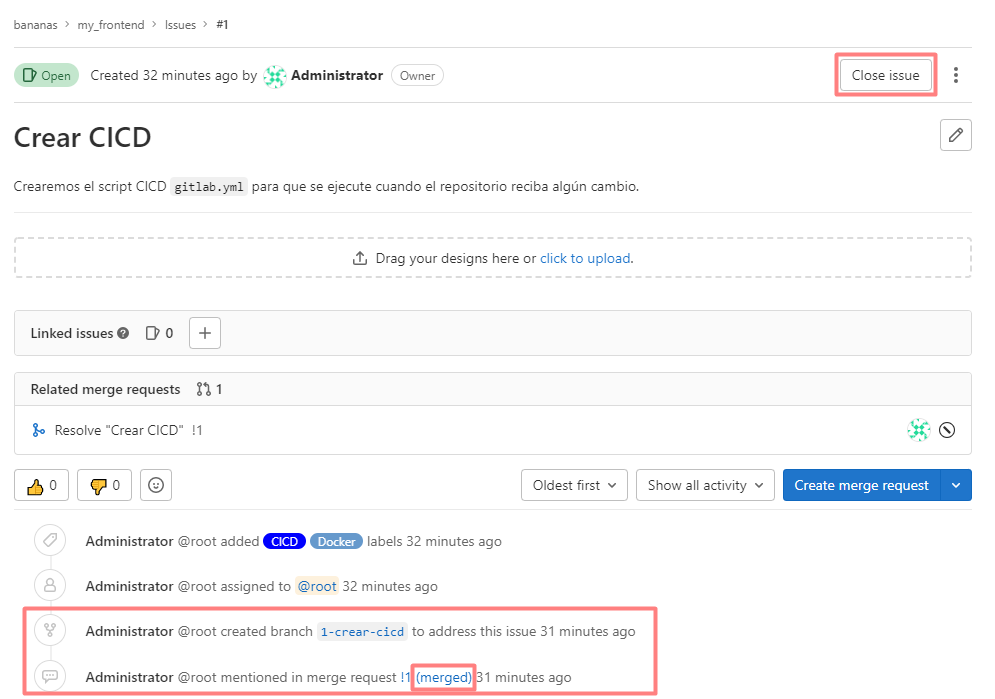 bananas > my_frontend > Issues > #1
Open Created 32 minutes ago by Administrator Owner Close issue
Crear CICD
Crearemos el script CICD gitlab.yml para que se ejecute cuando el repositorio reciba algún cambio.
Drag your designs here or click to upload.
Linked issues 0
Related merge requests 1
Resolve "Crear CICD" !1
0 0 Oldest first Show all activity Create merge request
Administrator @root added CICD Docker labels 32 minutes ago
Administrator @root assigned to @root 32 minutes ago
Administrator @root created branch 1-crear-cicd to address this issue 31 minutes ago
Administrator @root mentioned in merge request !1 (merged) 31 minutes ago